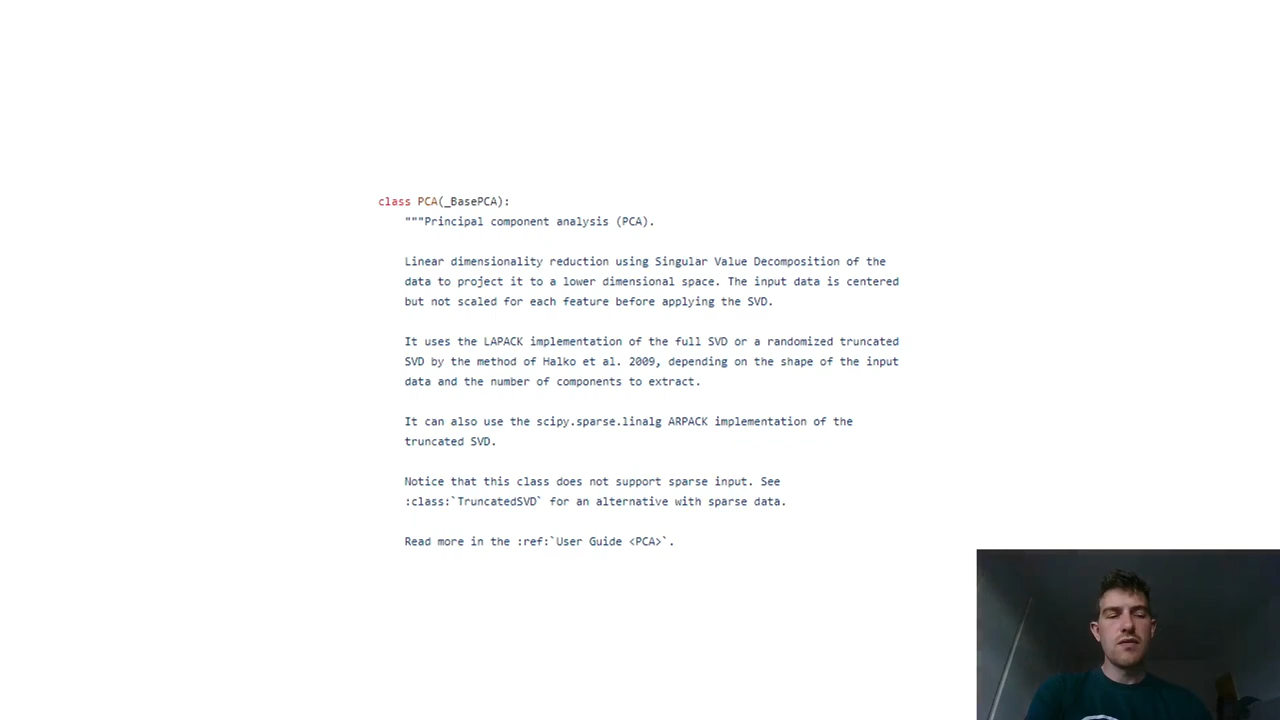 class PCA(_BasePCA):
"""Principal component analysis (PCA).
Linear dimensionality reduction using Singular Value Decomposition of the
data to project it to a lower dimensional space. The input data is centered
but not scaled for each feature before applying the SVD.
It uses the LAPACK implementation of the full SVD or a randomized truncated
SVD by the method of Halko et al. 2009, depending on the shape of the input
data and the number of components to extract.
It can also use the scipy.sparse.linalg ARPACK implementation of the
truncated SVD.
Notice that this class does not support sparse input. See
:class:`TruncatedSVD` for an alternative with sparse data.
Read more in the :ref:`User Guide <PCA>`.